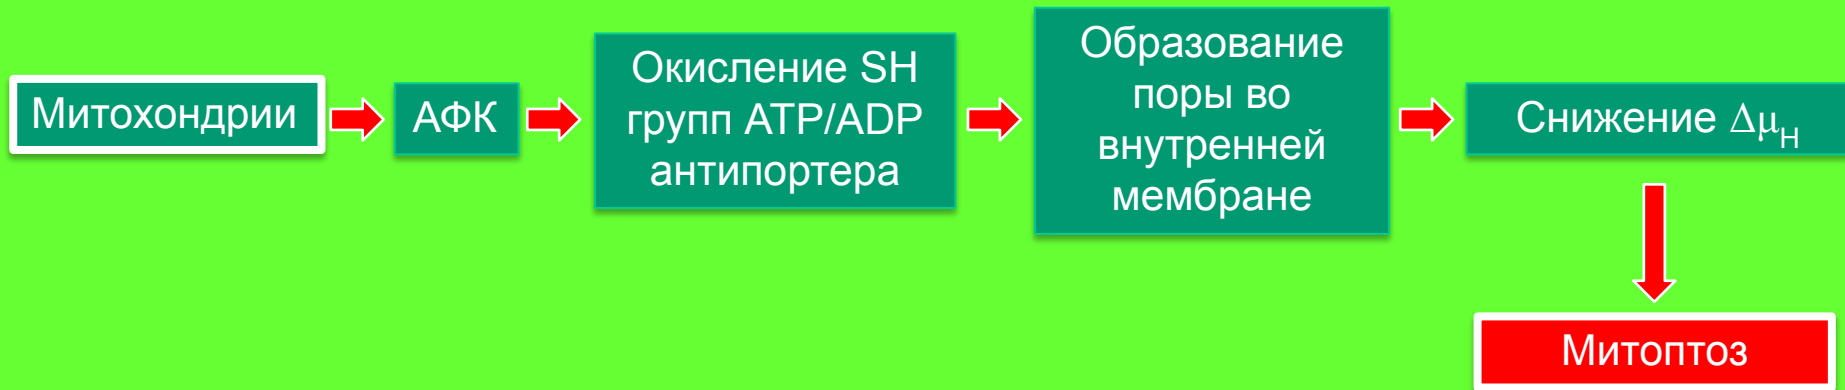 Митохондрии
АФК
Окисление SH
групп ATP/ADP
антипортера
Образование
поры во
внутренней
мембране
Снижение ΔμH
Митоптоз